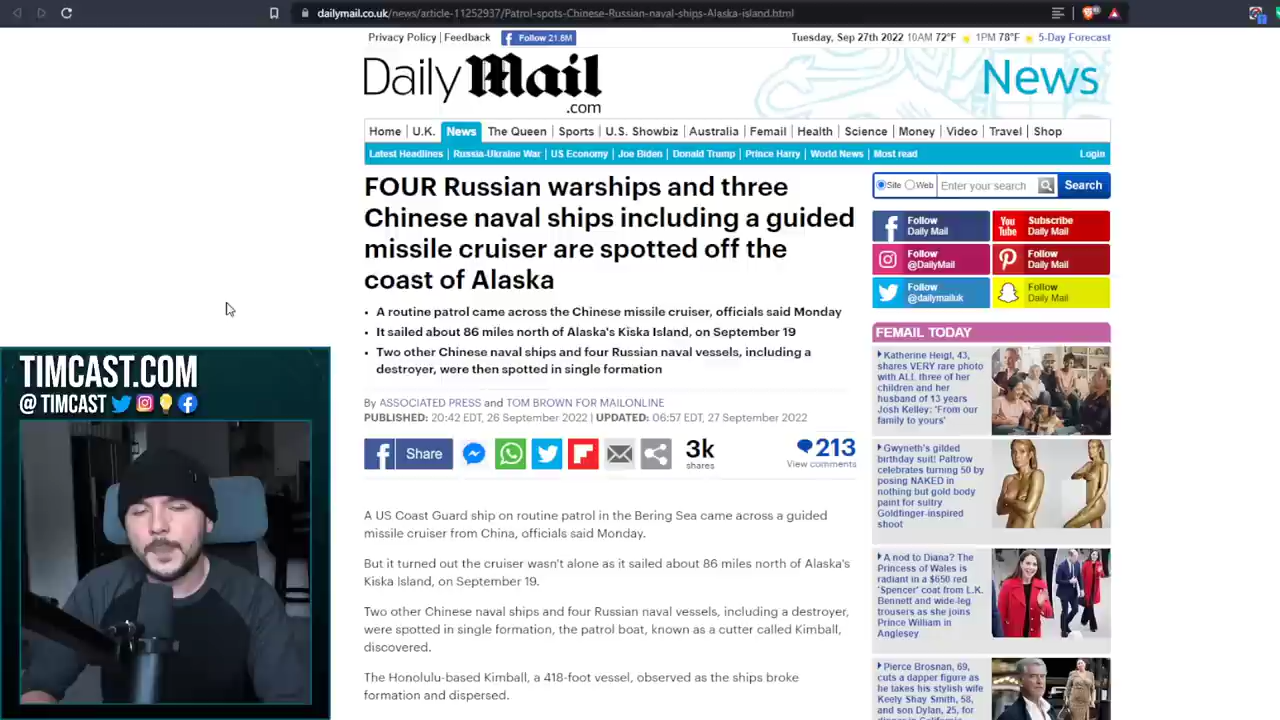 dailymail.co.uk/news/article-11252937/Patrol-spots-Chinese-Russian-naval-ships-Alaska-island.html
Privacy Policy | Feedback
Follow 21.6M
Tuesday, Sep 27th 2022 10AM 72°F 1PM 78°F 5-Day Forecast
Daily Mail
.com
News
Home | U.K. News The Queen | Sports | U.S. Showbiz | Australia | Femail | Health | Science | Money | Video | Travel | Shop
Latest Headlines | Russia-Ukraine War | US Economy | Joe Biden | Donald Trump | Prince Harry | World News | Most read
Login
FOUR Russian warships and three
Chinese naval ships including a guided
missile cruiser are spotted off the
coast of Alaska
• A routine patrol came across the Chinese missile cruiser, officials said Monday
• It sailed about 86 miles north of Alaska's Kiska Island, on September 19
• Two other Chinese naval ships and four Russian naval vessels, including a
destroyer, were then spotted in single formation
By ASSOCIATED PRESS and TOM BROWN FOR MAILONLINE
PUBLISHED: 20:42 EDT, 26 September 2022 | UPDATED: 06:57 EDT, 27 September 2022
Share
3k
shares
213
View comments
A US Coast Guard ship on routine patrol in the Bering Sea came across a guided
missile cruiser from China, officials said Monday.
But it turned out the cruiser wasn't alone as it sailed about 86 miles north of Alaska's
Kiska Island, on September 19.
Two other Chinese naval ships and four Russian naval vessels, including a destroyer,
were spotted in single formation, the patrol boat, known as a cutter called Kimball,
discovered.
The Honolulu-based Kimball, a 418-foot vessel, observed as the ships broke
formation and dispersed.
Site Web Enter your search Search
Follow
Daily Mail
You
Tube
Subscribe
Daily Mail
Follow
@DailyMail
Follow
Daily Mail
Follow
@dailymailuk
Follow
Daily Mail
FEMAIL TODAY
Katherine Heigl, 43,
shares VERY rare photo
with ALL three of her
children and her
husband of 13 years
Josh Kelley: 'From our
family to yours'
Gwyneth's gilded
birthday suit! Paltrow
celebrates turning 50 by
posing NAKED in
nothing but gold body
paint for sultry
Goldfinger-inspired
shoot
A nod to Diana? The
Princess of Wales is
radiant in a $650 red
'Spencer' coat from L.K.
Bennett and wide-leg
trousers as she joins
Prince William in
Anglesey
Pierce Brosnan, 69,
cuts a dapper figure as
he takes his stylish wife
Keely Shay Smith, 58,
and son Dylan, 25, for
TIMCAST.COM
@ TIMCAST